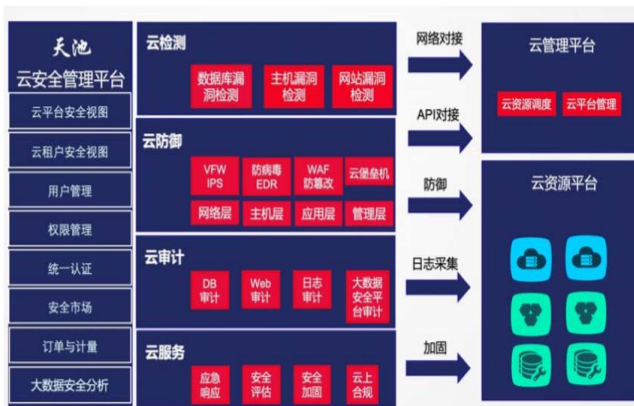 天池
云安全管理平台
云平台安全视图
云租户安全视图
用户管理
权限管理
统一认证
安全市场
订单与计量
大数据安全分析
云检测
数据库漏
洞检测
主机漏洞
检测
网站漏洞
检测
云防御
VFW
IPS
防病毒
EDR
WAF
防篡改
云堡垒机
网络层
主机层
应用层
管理层
云审计
DB
审计
Web
审计
日志
审计
大数据
安全平
台审计
云服务
应急
响应
安全
评估
安全
加固
云上
合规
网络对接
API对接
防御
日志采集
加固
云管理平台
云资源调度
云平台管理
云资源平台